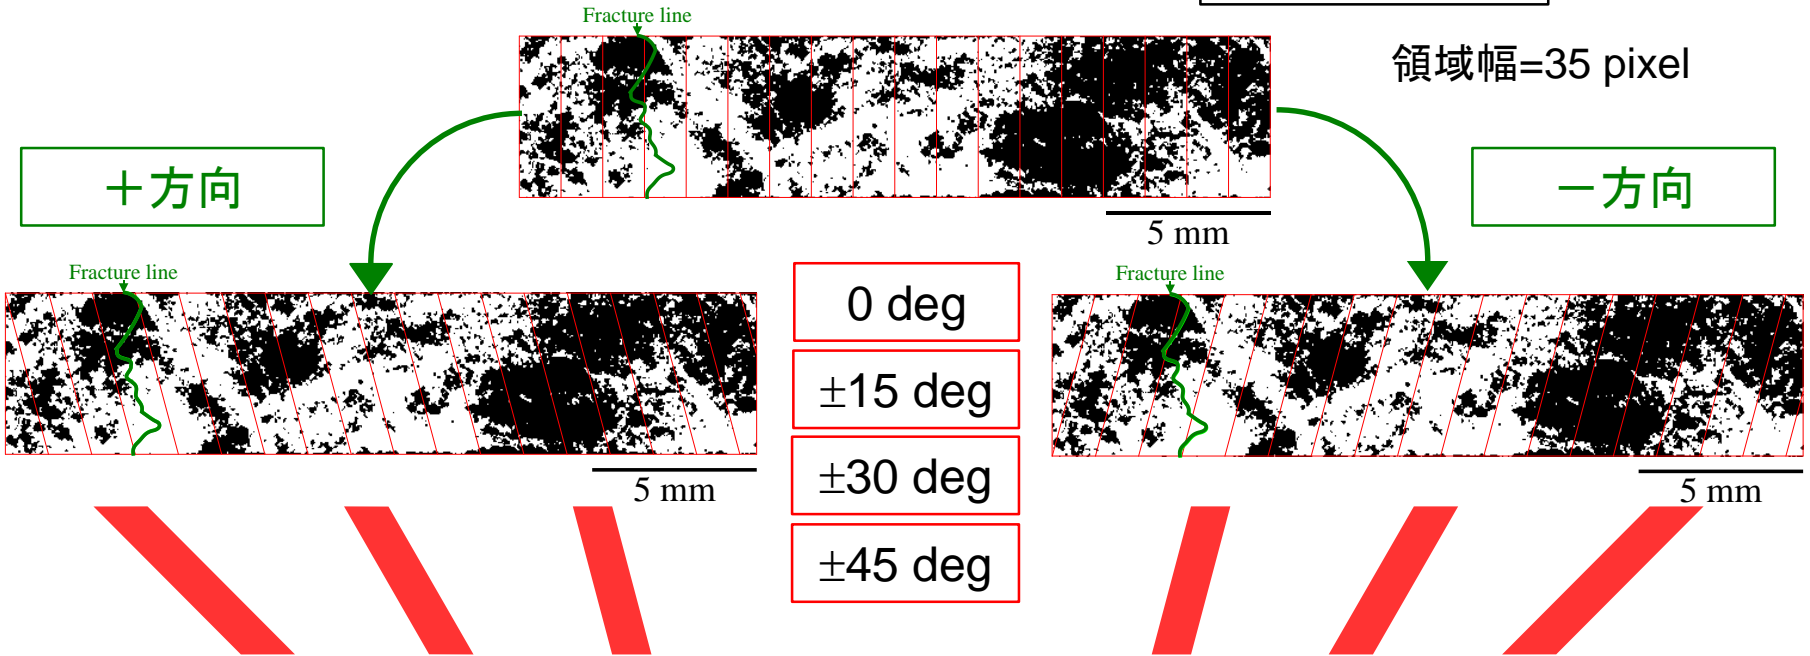 Fracture line
領域幅=35 pixel
5 mm
＋方向
－方向
Fracture line
Fracture line
0 deg
±15 deg
±30 deg
±45 deg
5 mm
5 mm